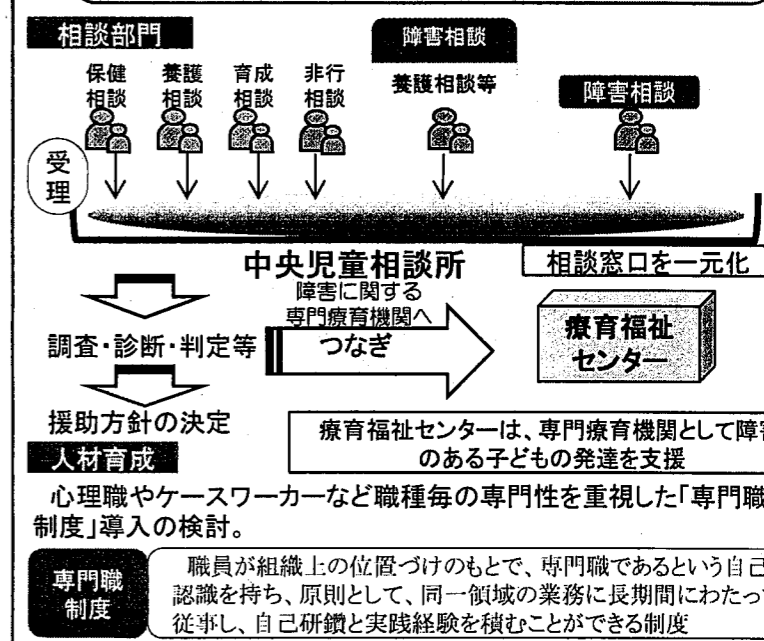 相談部門
障害相談
保健 養護 育成 非行
相談 相談 相談 相談
養護相談等
障害相談
受
理
中央児童相談所
相談窓口を一元化
障害に関する
専門療育機関へ
つなぎ
調査・診断・判定等
療育福祉
センター
援助方針の決定
療育福祉センターは、専門療育機関として障害
のある子どもの発達を支援
人材育成
心理職やケースワーカーなど職種毎の専門性を重視した「専門職
制度」導入の検討。
専門職
制度
職員が組織上の位置づけのもとで、専門職であるという自己
認識を持ち、原則として、同一領域の業務に長期間にわたって
従事し、自己研鑽と実践経験を積むことができる制度